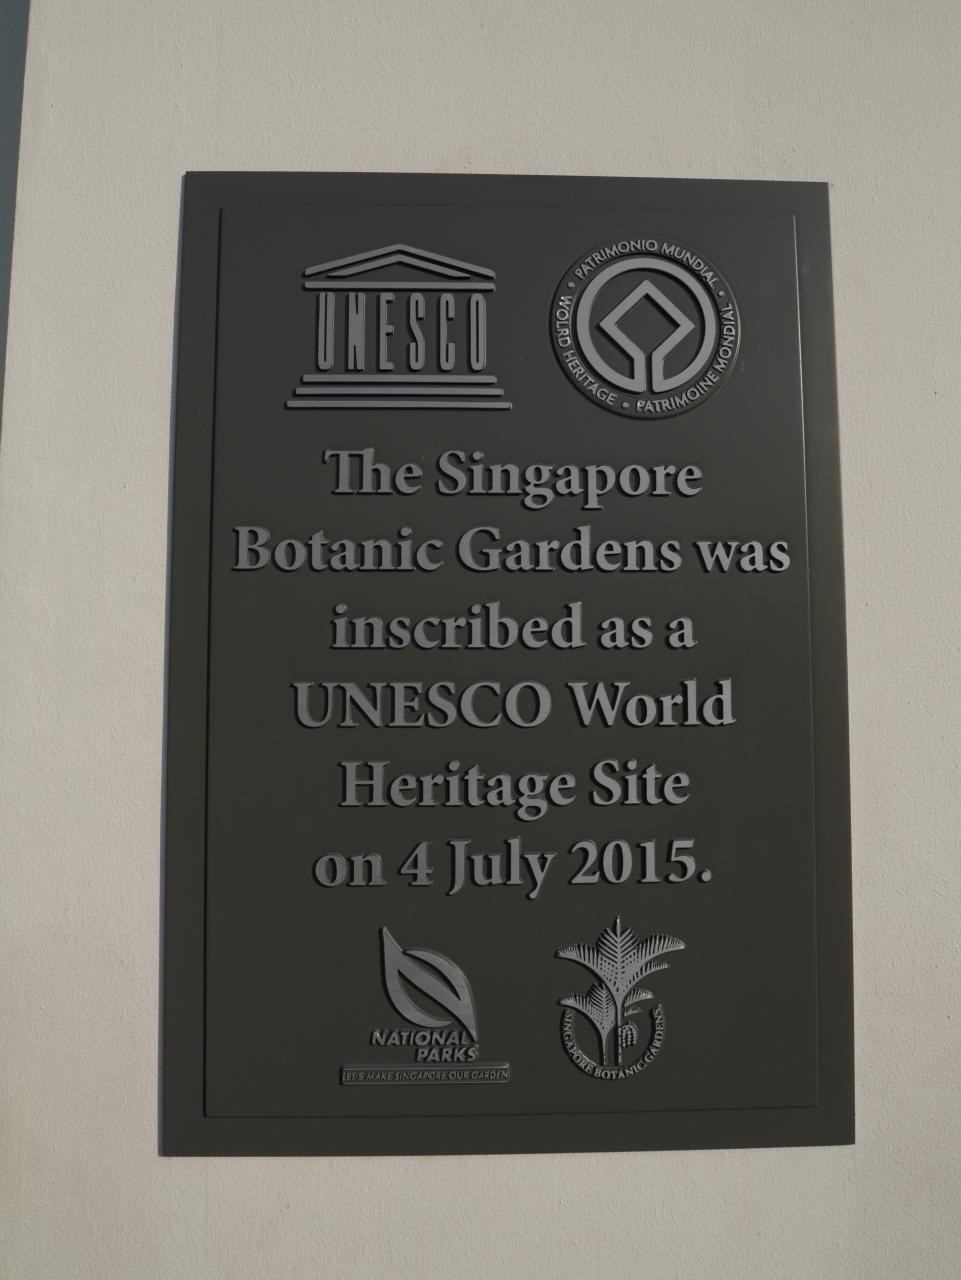 UNESCO
PATRIMONIO MUNDIAL • WOLRD HERITAGE • PATRIMOINE MONDIAL •
The Singapore
Botanic Gardens was
inscribed as a
UNESCO World
Heritage Site
on 4 July 2015.
NATIONAL
PARKS
LET'S MAKE SINGAPORE OUR GARDEN
SINGAPORE BOTANIC GARDENS